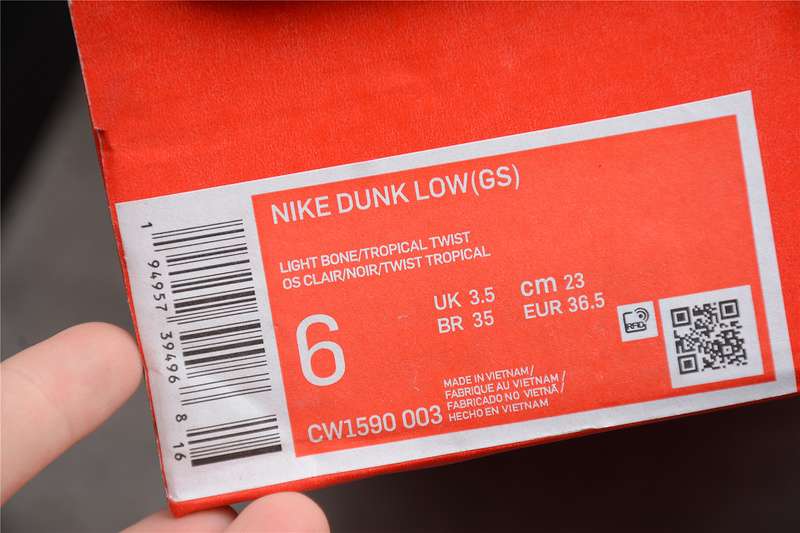 NIKE DUNK LOW(GS)
LIGHT BONE/TROPICAL TWIST
OS CLAIR/NOIR/TWIST TROPICAL
6
UK 3.5
cm 23
BR 35
EUR 36.5
MADE IN VIETNAM/
FABRIQUE AU VIETNAM/
FABRICADO NO VIETNÃ/
HECHO EN VIETNAM
CW1590 003
RFID
1 94957 39496 8 16